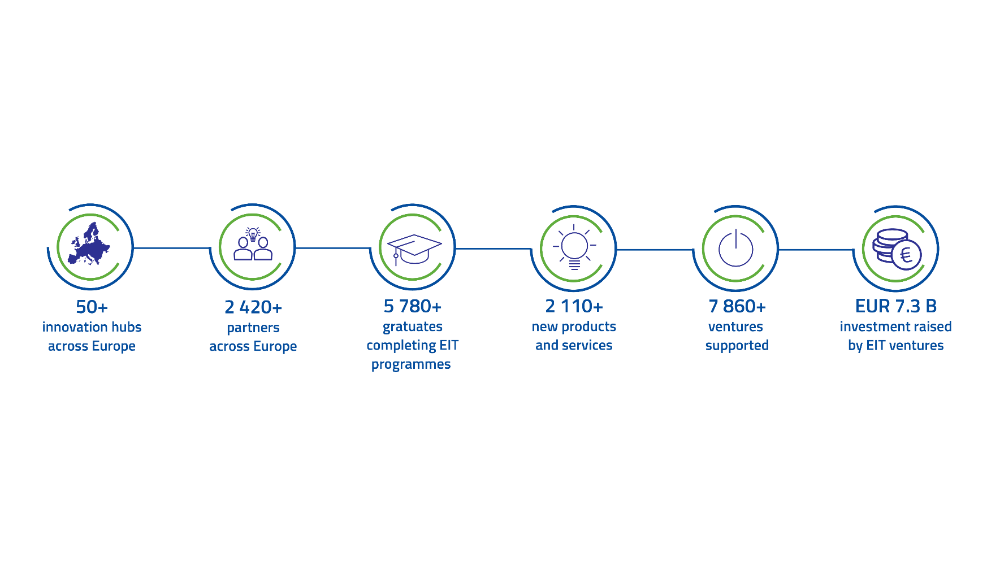 50+
innovation hubs
across Europe
2 420+
partners
across Europe
5 780+
gratuates
completing EIT
programmes
2 110+
new products
and services
7 860+
ventures
supported
EUR 7.3 B
investment raised
by EIT ventures